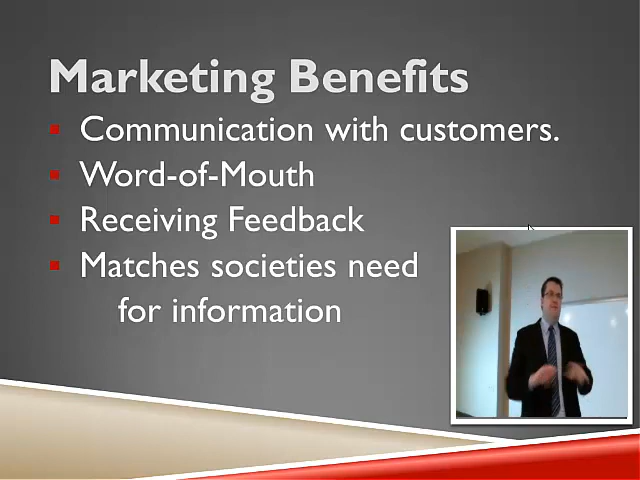 Marketing Benefits
Communication with customers.
Word-of-Mouth
Receiving Feedback
Matches societies need
for information